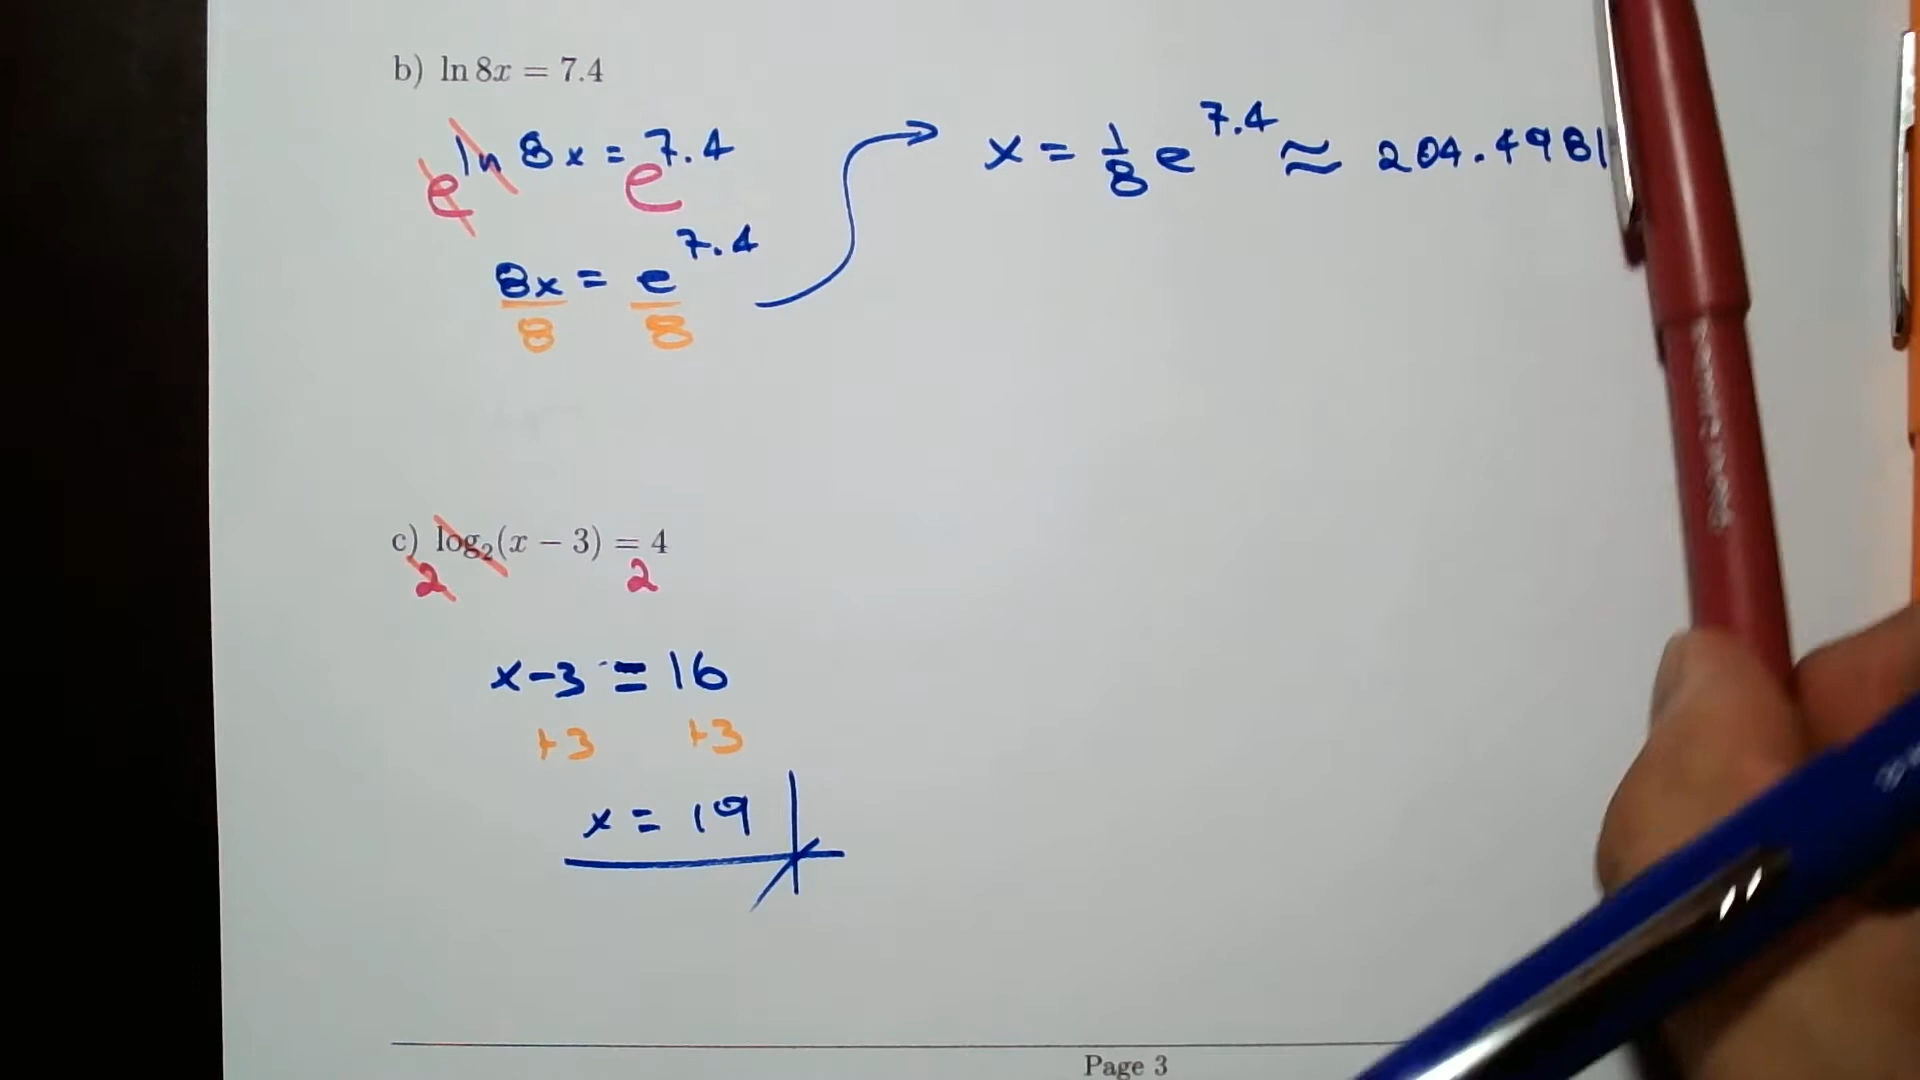 b) ln 8x = 7.4
e^ln 8x = e^7.4
8x = e^7.4
8 8
x = 1/8 e^7.4 ≈ 204.4981
c) log₂(x − 3) = 4
2 2
x-3 = 16
+3 +3
x = 19
Page 3